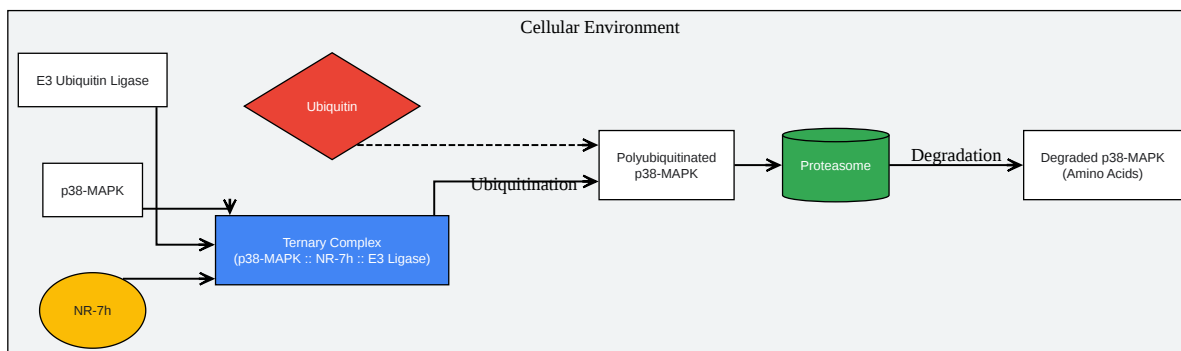 Cellular Environment
E3 Ubiquitin Ligase
Ubiquitin
p38-MAPK
NR-7h
Ternary Complex
(p38-MAPK :: NR-7h :: E3 Ligase)
Ubiquitination
Polyubiquitinated
p38-MAPK
Proteasome
Degradation
Degraded p38-MAPK
(Amino Acids)